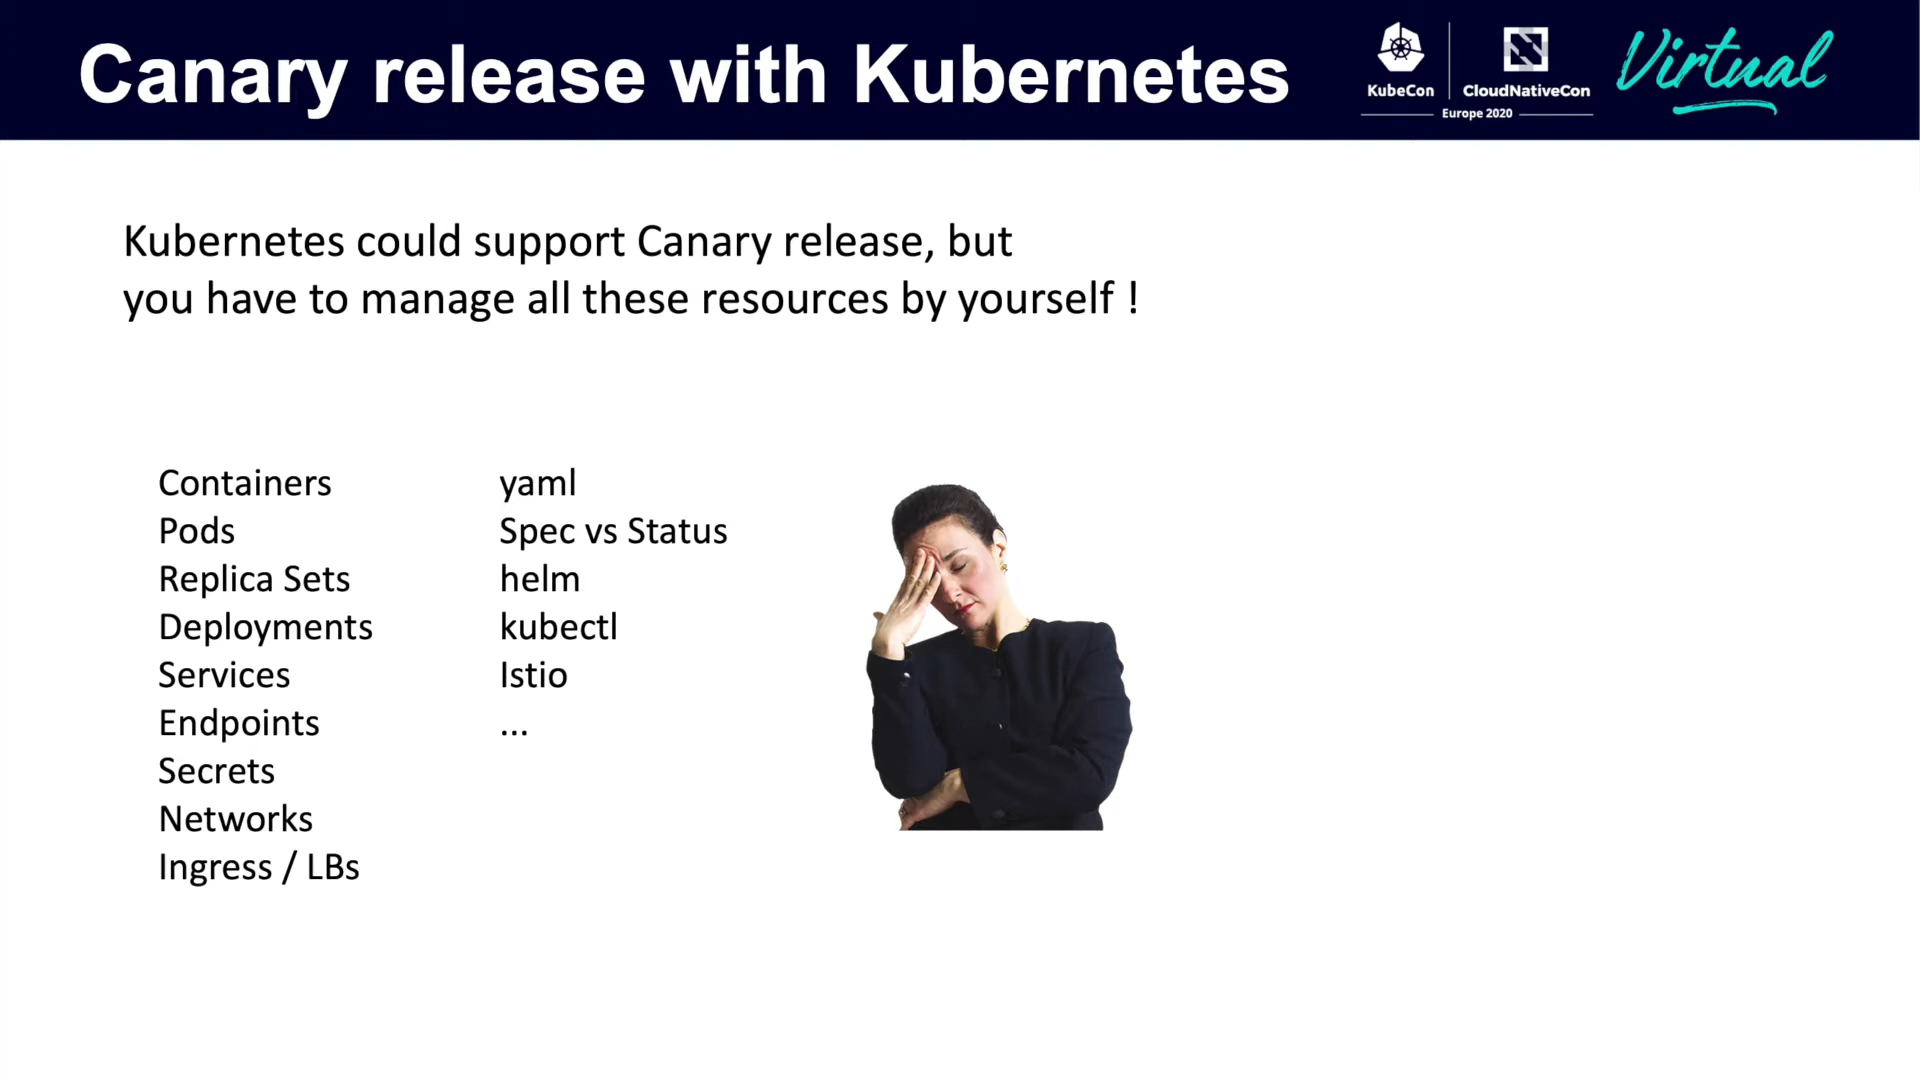 Canary release with Kubernetes
KubeCon
CloudNativeCon
Europe 2020
Virtual
Kubernetes could support Canary release, but
you have to manage all these resources by yourself !
Containers
Pods
Replica Sets
Deployments
Services
Endpoints
Secrets
Networks
Ingress / LBs
yaml
Spec vs Status
helm
kubectl
Istio
...